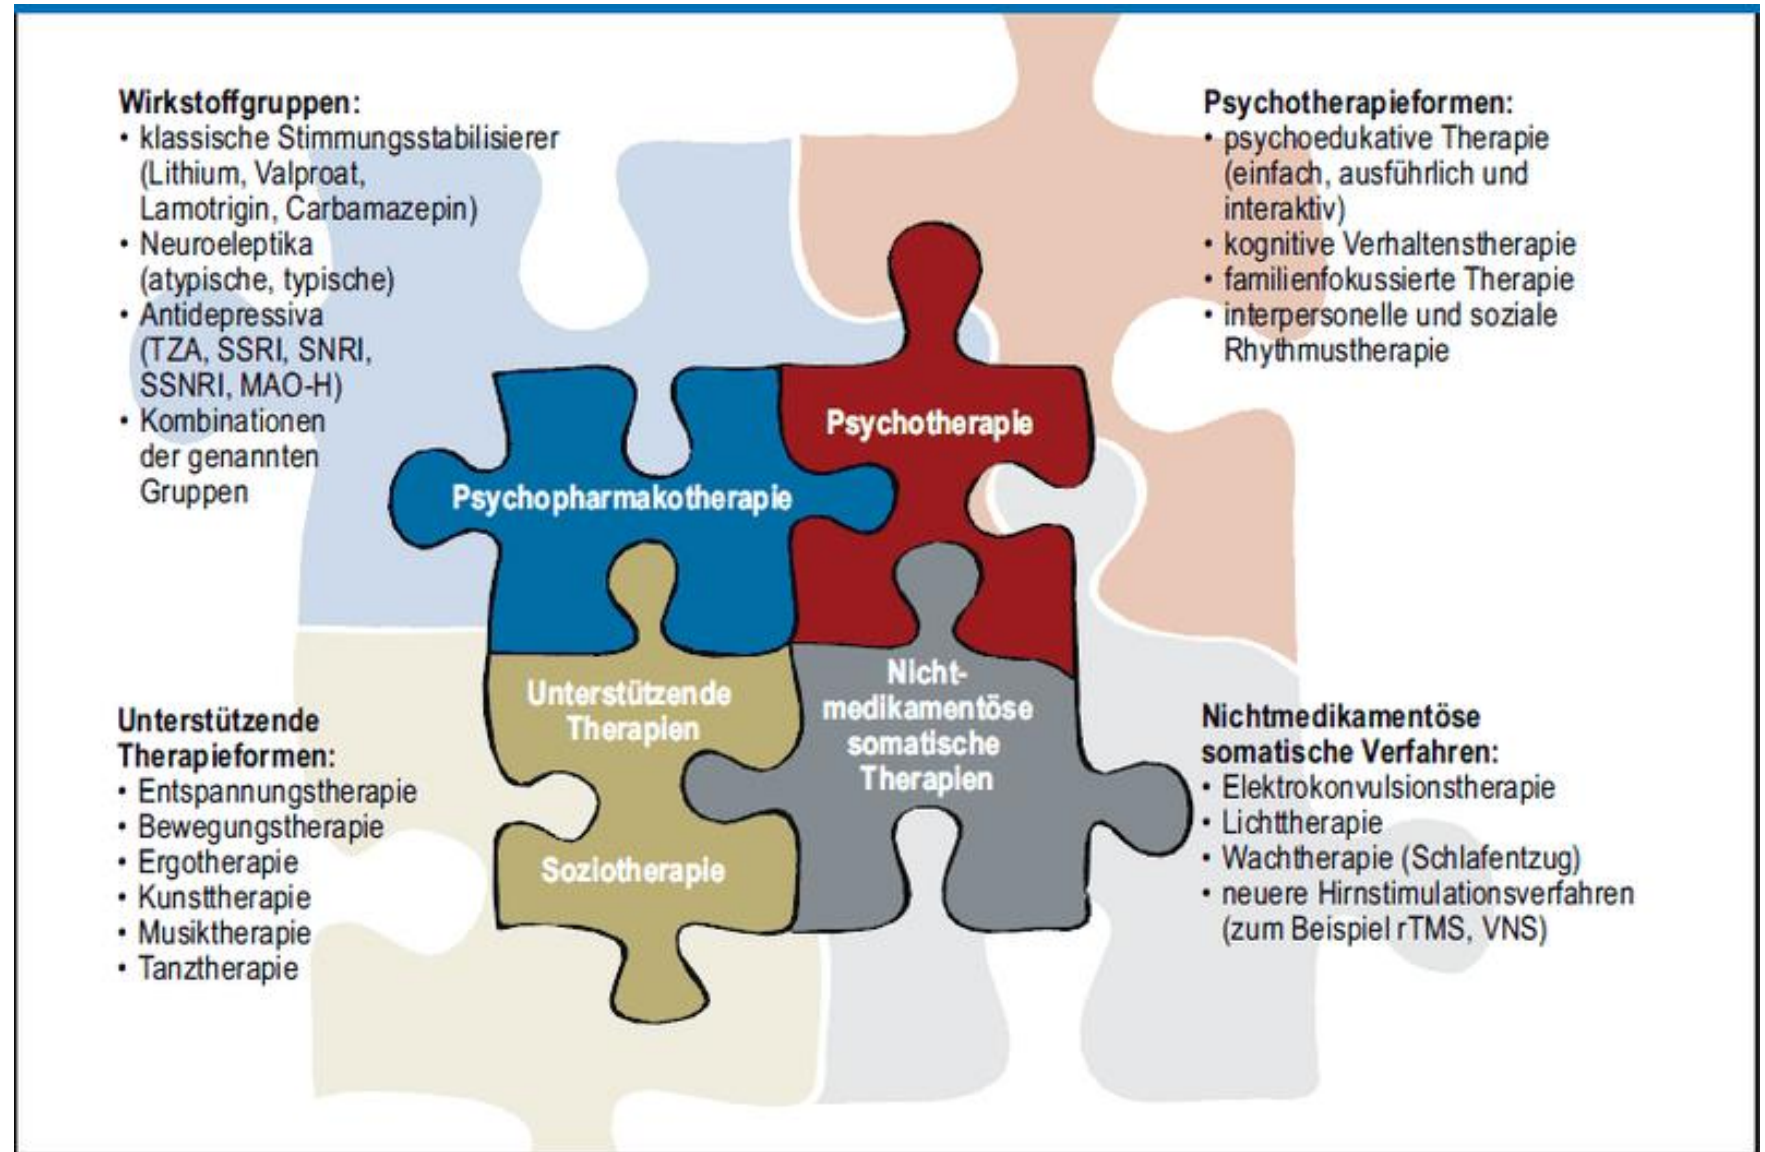 Wirkstoffgruppen:
• klassische Stimmungsstabilisierer
(Lithium, Valproat,
Lamotrigin, Carbamazepin)
• Neuroeleptika
(atypische, typische)
• Antidepressiva
(TZA, SSRI, SNRI,
SSNRI, MAO-H)
• Kombinationen
der genannten
Gruppen
Psychotherapieformen:
• psychoedukative Therapie
(einfach, ausführlich und
interaktiv)
• kognitive Verhaltenstherapie
• familienfokussierte Therapie
• interpersonelle und soziale
Rhythmustherapie
Psychotherapie
Psychopharmakotherapie
Unterstützende
Therapien
Soziotherapie
Nicht-
medikamentöse
somatische
Therapien
Unterstützende
Therapieformen:
• Entspannungstherapie
• Bewegungstherapie
• Ergotherapie
• Kunsttherapie
• Musiktherapie
• Tanztherapie
Nichtmedikamentöse
somatische Verfahren:
• Elektrokonvulsionstherapie
• Lichttherapie
• Wachtherapie (Schlafentzug)
• neuere Hirnstimulationsverfahren
(zum Beispiel rTMS, VNS)